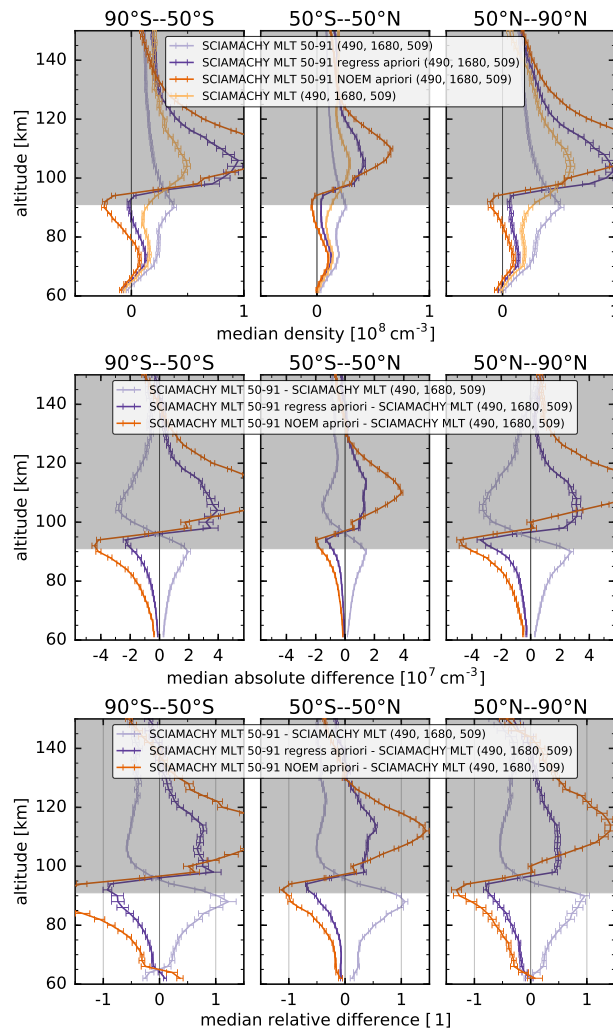 90°S--50°S 50°S--50°N 50°N--90°N
SCIAMACHY MLT 50-91 (490, 1680, 509)
SCIAMACHY MLT 50-91 regress apriori (490, 1680, 509)
SCIAMACHY MLT 50-91 NOEM apriori (490, 1680, 509)
SCIAMACHY MLT (490, 1680, 509)
altitude [km]
140
120
100
80
60
0 1 0 1 0 1
median density [10⁸ cm⁻³]
90°S--50°S 50°S--50°N 50°N--90°N
SCIAMACHY MLT 50-91 - SCIAMACHY MLT (490, 1680, 509)
SCIAMACHY MLT 50-91 regress apriori - SCIAMACHY MLT (490, 1680, 509)
SCIAMACHY MLT 50-91 NOEM apriori - SCIAMACHY MLT (490, 1680, 509)
altitude [km]
140
120
100
80
60
-4 -2 0 2 4 -4 -2 0 2 4 -4 -2 0 2 4
median absolute difference [10⁷ cm⁻³]
90°S--50°S 50°S--50°N 50°N--90°N
SCIAMACHY MLT 50-91 - SCIAMACHY MLT (490, 1680, 509)
SCIAMACHY MLT 50-91 regress apriori - SCIAMACHY MLT (490, 1680, 509)
SCIAMACHY MLT 50-91 NOEM apriori - SCIAMACHY MLT (490, 1680, 509)
altitude [km]
140
120
100
80
60
-1 0 1 -1 0 1 -1 0 1
median relative difference [1]